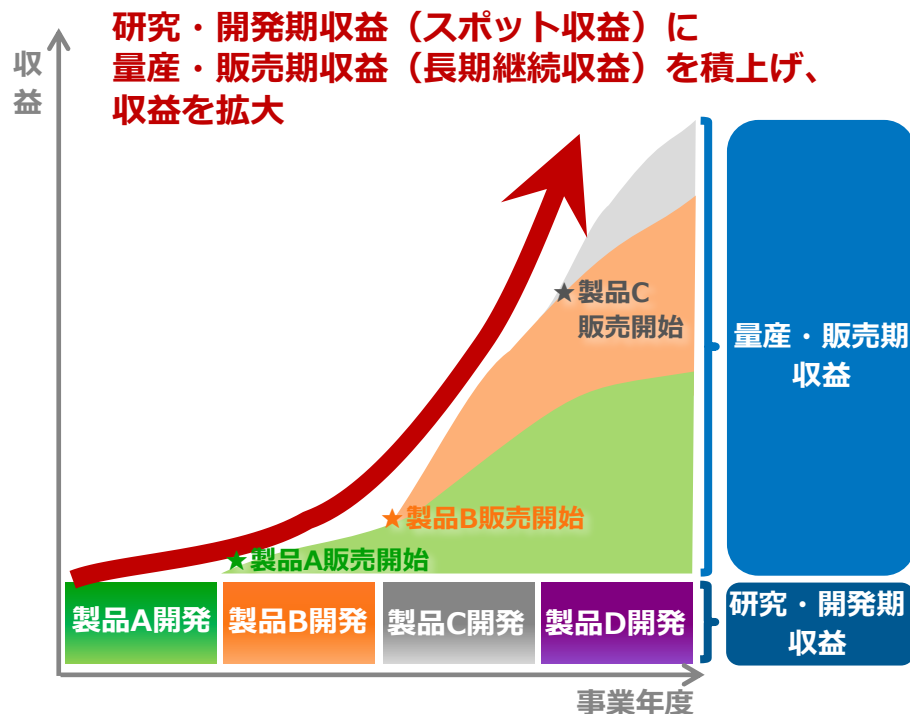 研究・開発期収益（スポット収益）に
量産・販売期収益（長期継続収益）を積上げ、
収益を拡大
収益
★製品C
販売開始
量産・販売期
収益
★製品B販売開始
★製品A販売開始
製品A開発
製品B開発
製品C開発
製品D開発
研究・開発期
収益
事業年度